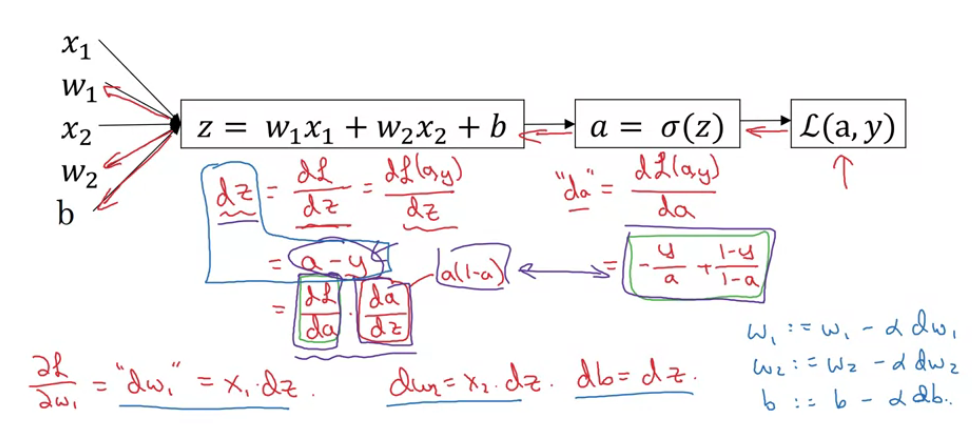 x₁
w₁
x₂
w₂
b
z = w₁x₁ + w₂x₂ + b
a = σ(z)
ℒ(a, y)
dz = dℒ/dz = dℒ(a,y)/dz
= a - y
= dℒ/da · da/dz
a(1-a)
"da" = dℒ(a,y)/da
= -y/a + 1-y/1-a
∂ℒ/∂w₁ = "dw₁" = x₁·dz.
dw₂ = x₂·dz.
db = dz.
w₁ := w₁ - α dw₁
w₂ := w₂ - α dw₂
b := b - α db.